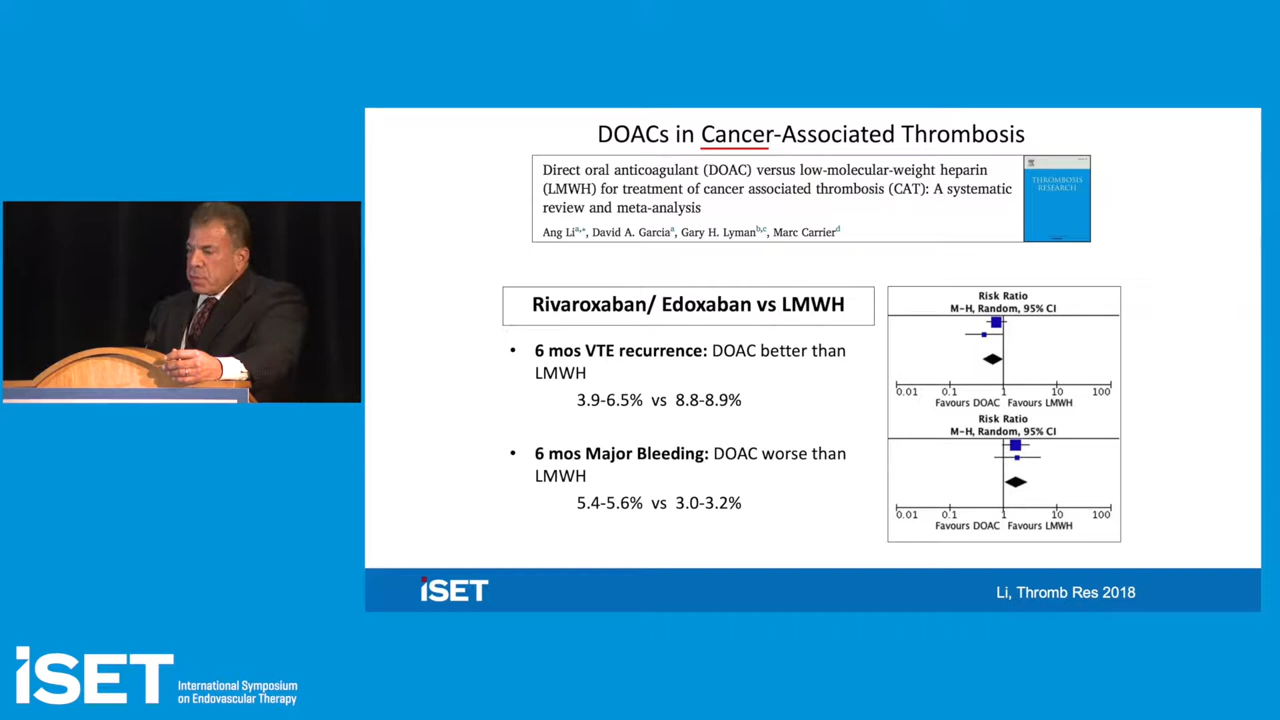 DOACs in Cancer-Associated Thrombosis
Direct oral anticoagulant (DOAC) versus low-molecular-weight heparin
(LMWH) for treatment of cancer associated thrombosis (CAT): A systematic
review and meta-analysis
Ang Liᵃ,*, David A. Garciaᵃ, Gary H. Lymanᵇ,ᶜ, Marc Carrierᵈ
THROMBOSIS
RESEARCH
Rivaroxaban/ Edoxaban vs LMWH
• 6 mos VTE recurrence: DOAC better than
LMWH
3.9-6.5% vs 8.8-8.9%
• 6 mos Major Bleeding: DOAC worse than
LMWH
5.4-5.6% vs 3.0-3.2%
Risk Ratio
M-H, Random, 95% CI
0.01 0.1 1 10 100
Favours DOAC Favours LMWH
Risk Ratio
M-H, Random, 95% CI
0.01 0.1 1 10 100
Favours DOAC Favours LMWH
iSET
Li, Thromb Res 2018
iSET
International Symposium
on Endovascular Therapy